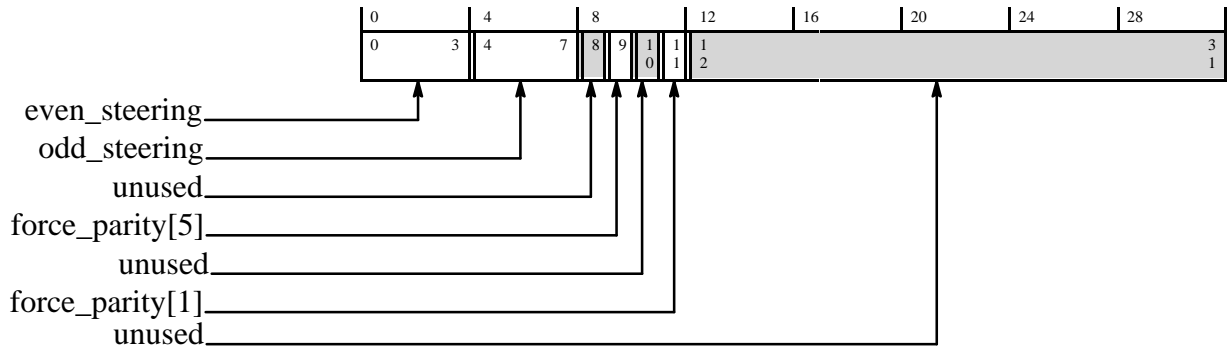 0 4 8 12 16 20 24 28
0 3 4 7 8 9 1 1 1 3
0 1 2 1
even_steering
odd_steering
unused
force_parity[5]
unused
force_parity[1]
unused